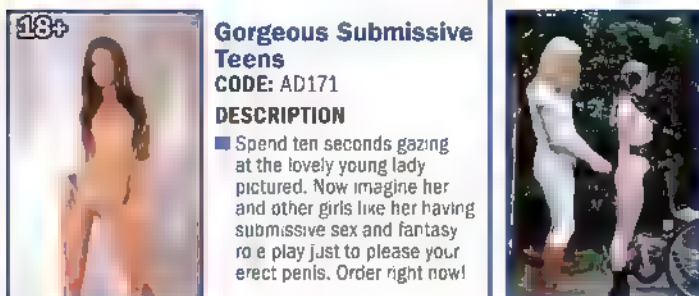 18+
Gorgeous Submissive
Teens
CODE: AD171
DESCRIPTION
Spend ten seconds gazing
at the lovely young lady
pictured. Now imagine her
and other girls like her having
submissive sex and fantasy
ro e play just to please your
erect penis. Order right now!